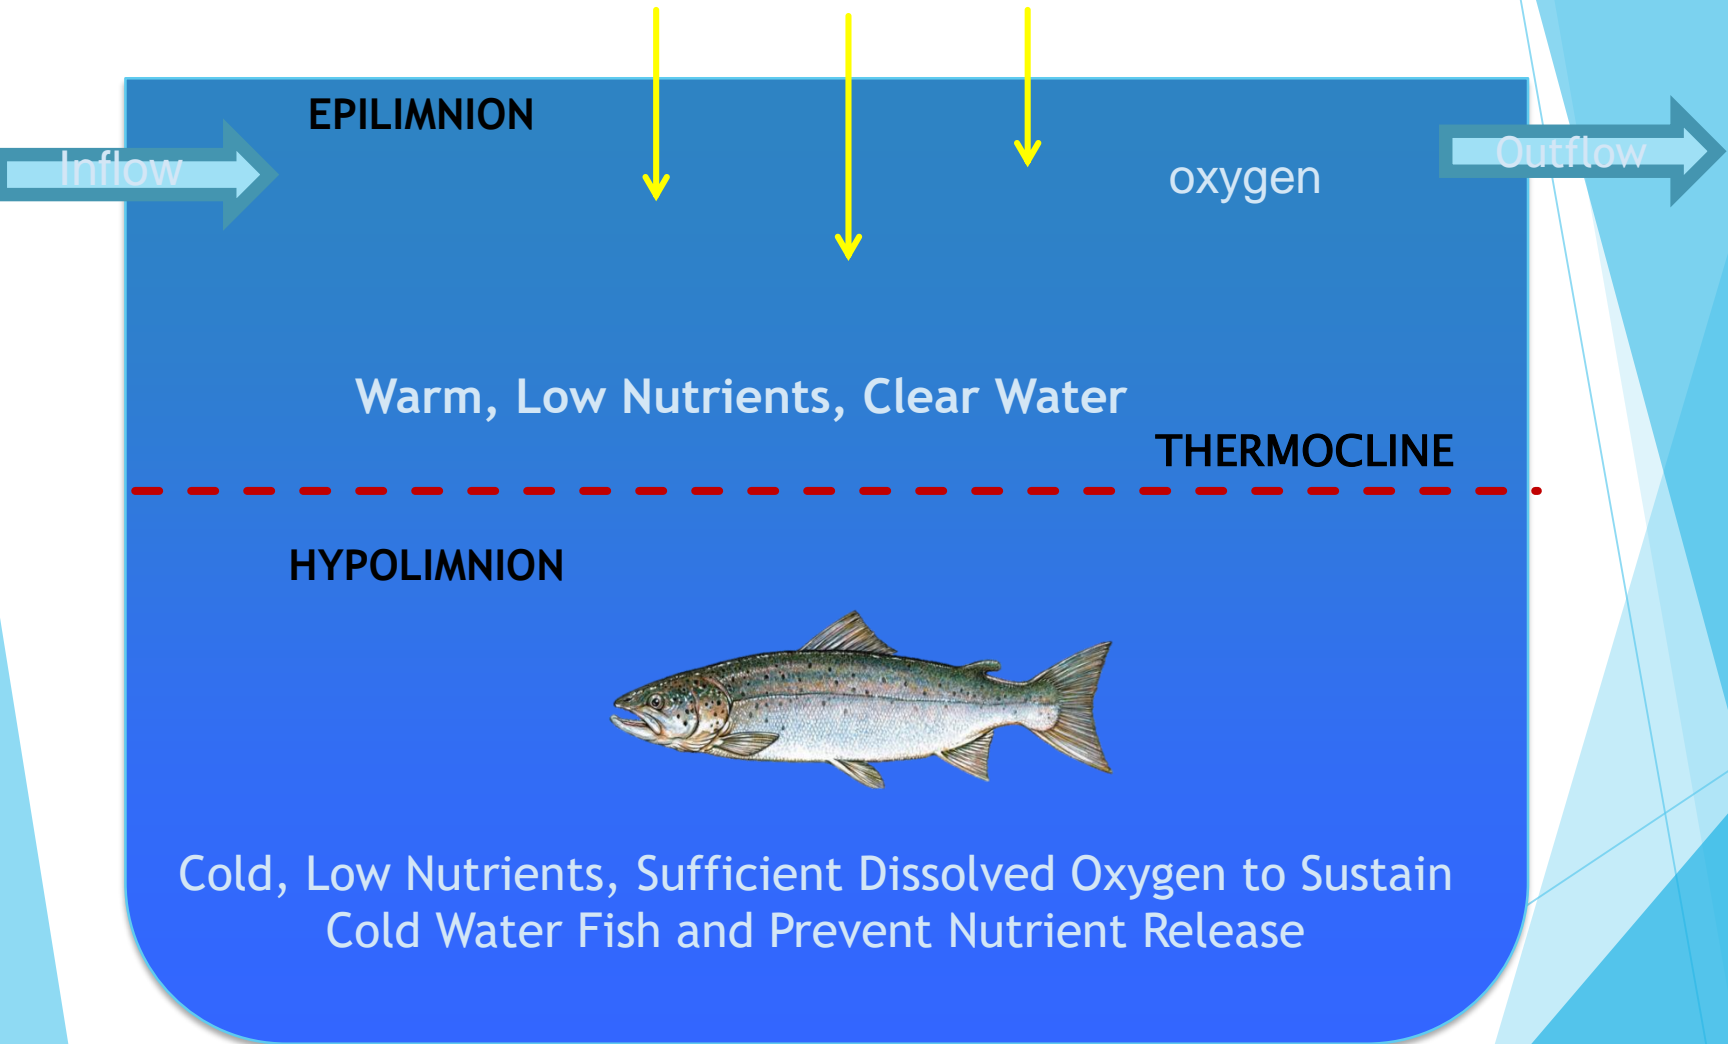 EPILIMNION
Inflow
Outflow
oxygen
Warm, Low Nutrients, Clear Water
THERMOCLINE
HYPOLIMNION
Cold, Low Nutrients, Sufficient Dissolved Oxygen to Sustain
Cold Water Fish and Prevent Nutrient Release